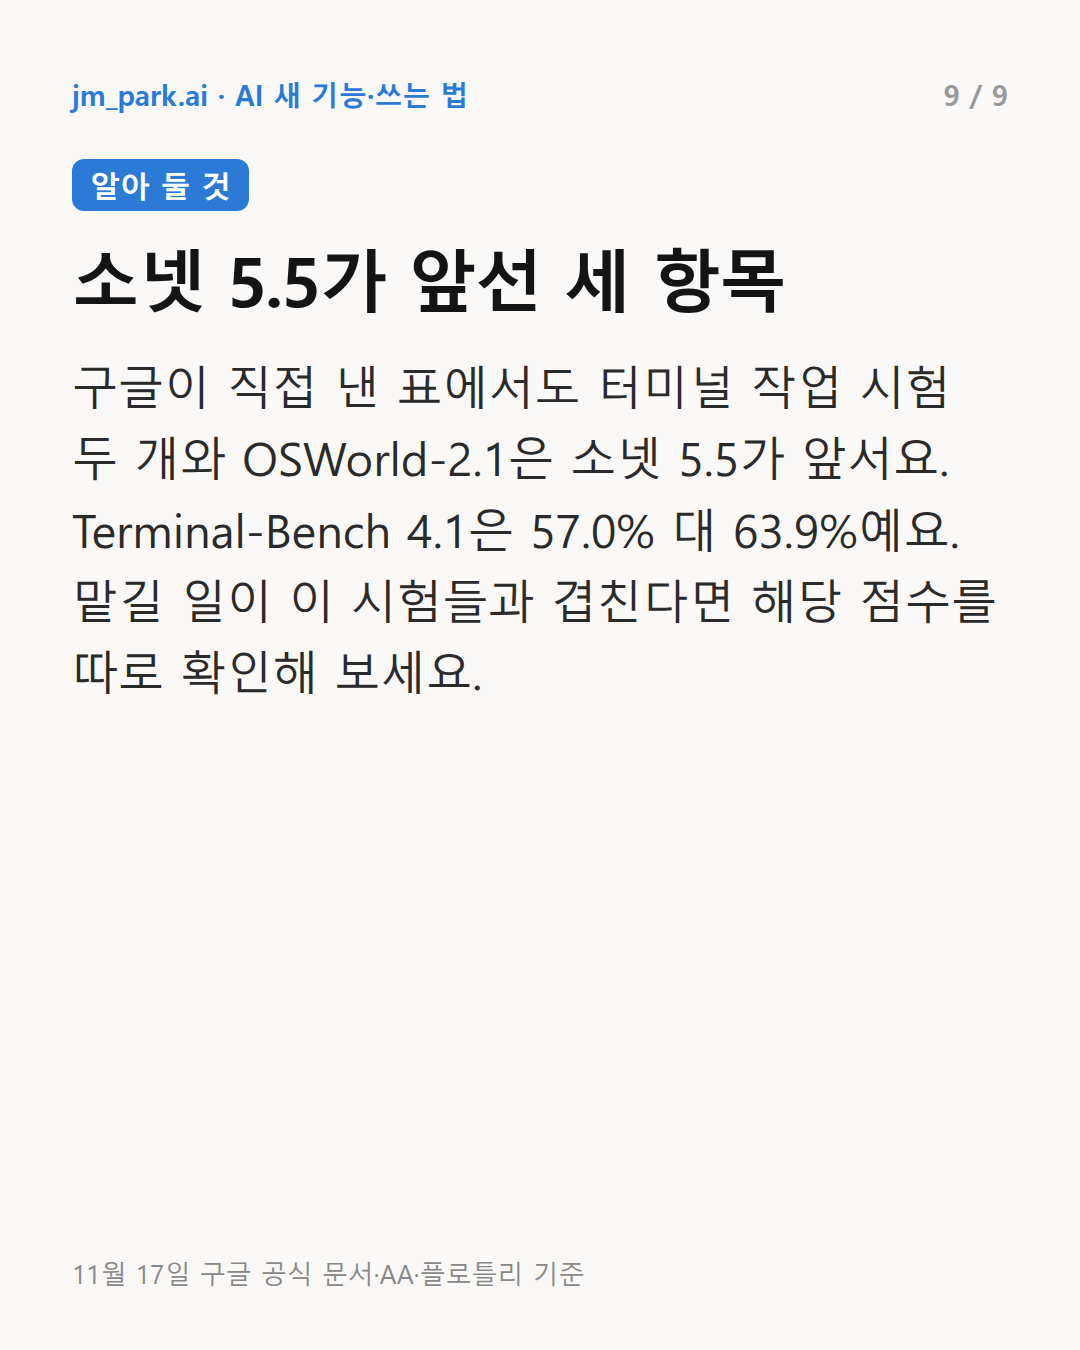 jm_park.ai · AI 새 기능·쓰는 법
9 / 9
알아 둘 것
소넷 5.5가 앞선 세 항목
구글이 직접 낸 표에서도 터미널 작업 시험
두 개와 OSWorld-2.1은 소넷 5.5가 앞서요.
Terminal-Bench 4.1은 57.0% 대 63.9%예요.
맡길 일이 이 시험들과 겹친다면 해당 점수를
따로 확인해 보세요.
11월 17일 구글 공식 문서·AA·플로틀리 기준